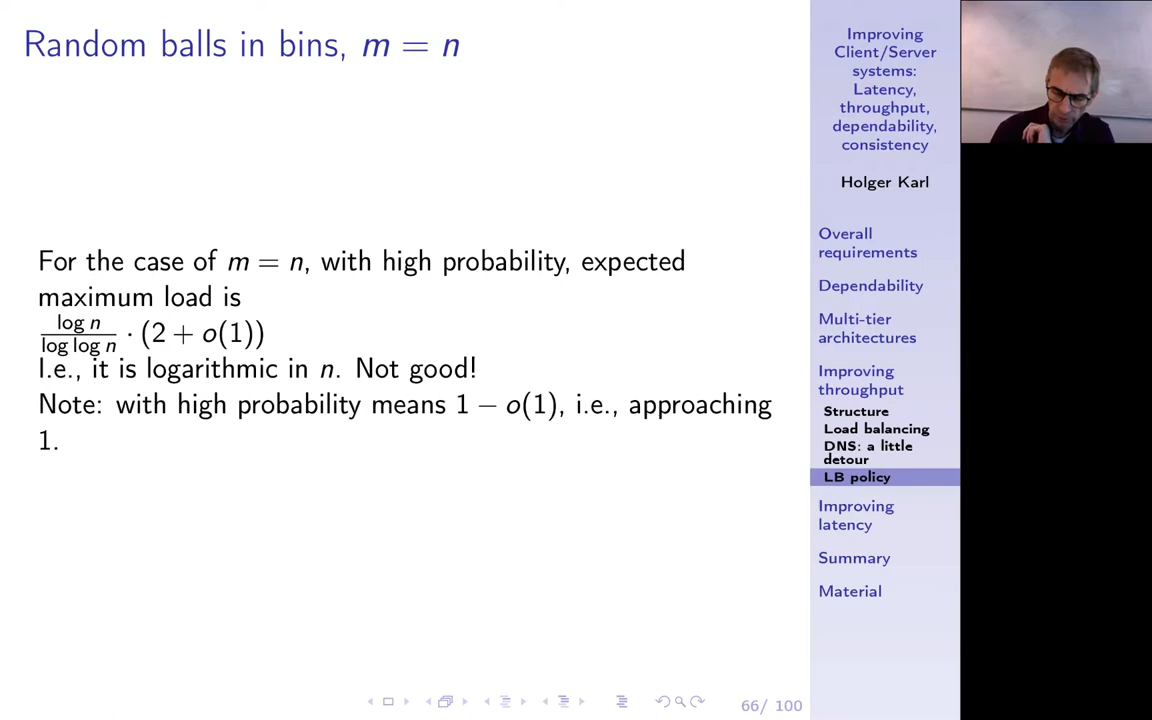 Random balls in bins, m = n
For the case of m = n, with high probability, expected
maximum load is
log n / log log n · (2 + o(1))
I.e., it is logarithmic in n. Not good!
Note: with high probability means 1 − o(1), i.e., approaching
1.
66/ 100
Improving
Client/Server
systems:
Latency,
throughput,
dependability,
consistency
Holger Karl
Overall
requirements
Dependability
Multi-tier
architectures
Improving
throughput
Structure
Load balancing
DNS: a little
detour
LB policy
Improving
latency
Summary
Material